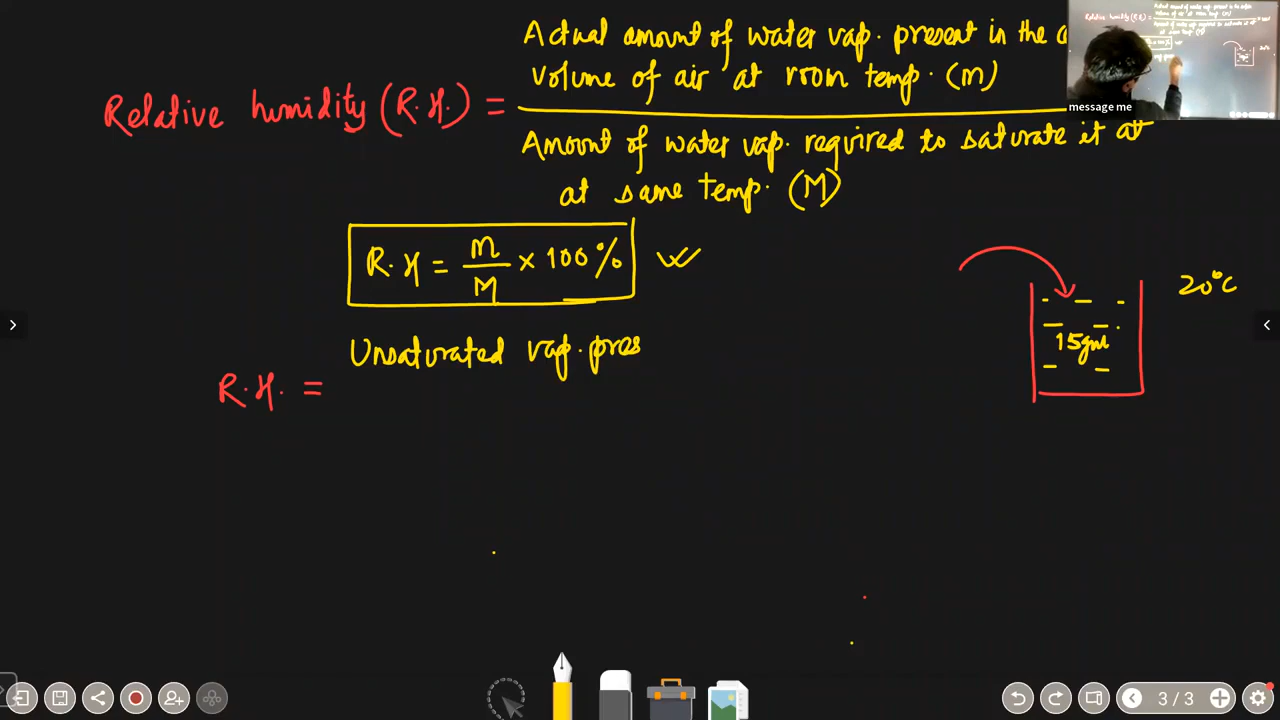 Actual amount of water vap. present in the
Relative humidity (R.H.) = volume of air at room temp. (m)
Amount of water vap. required to saturate it at
at same temp. (M)
R.H = m/M × 100%
20°C
15gm
Unsaturated vap. pres
R.H. =
message me
3/3